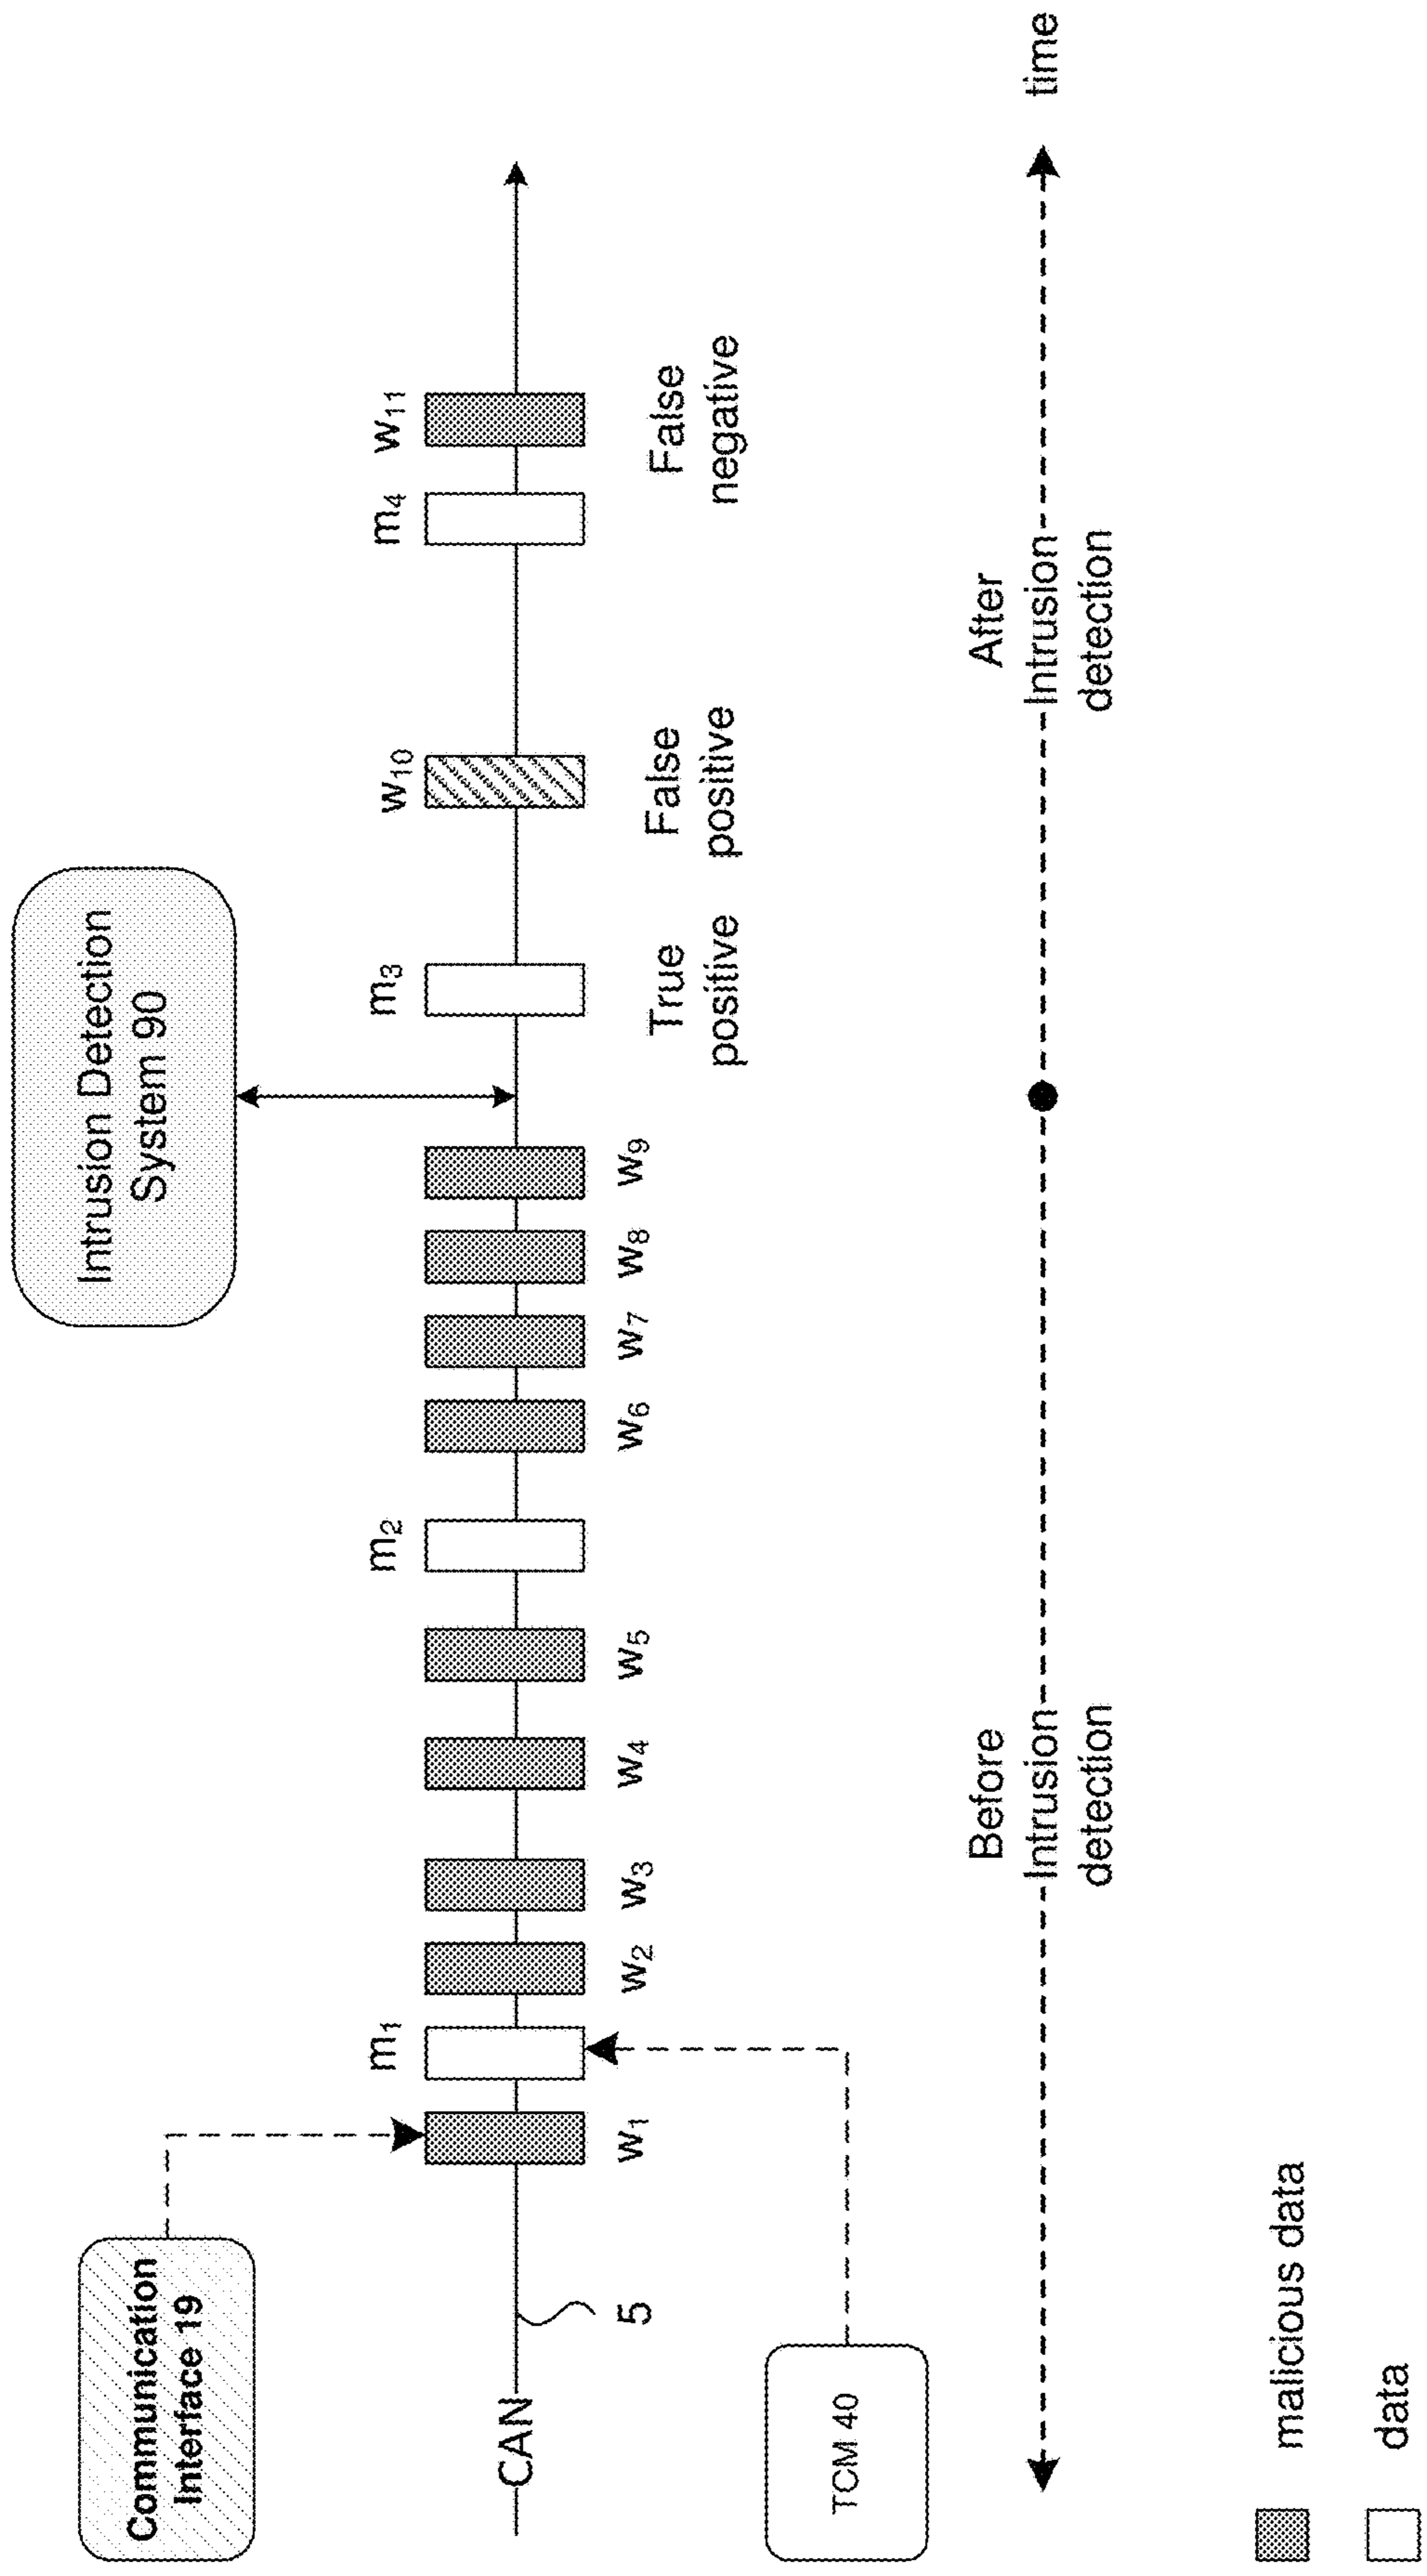 Communication
Interface 19
Intrusion Detection
System 90
m₁
m₂
m₃
w₁₀
m₄
w₁₁
CAN
5
w₁
w₂
w₃
w₄
w₅
w₆
w₇
w₈
w₉
True
positive
False
positive
False
negative
TCM 40
Before
Intrusion
detection
After
Intrusion
detection
time
malicious data
data